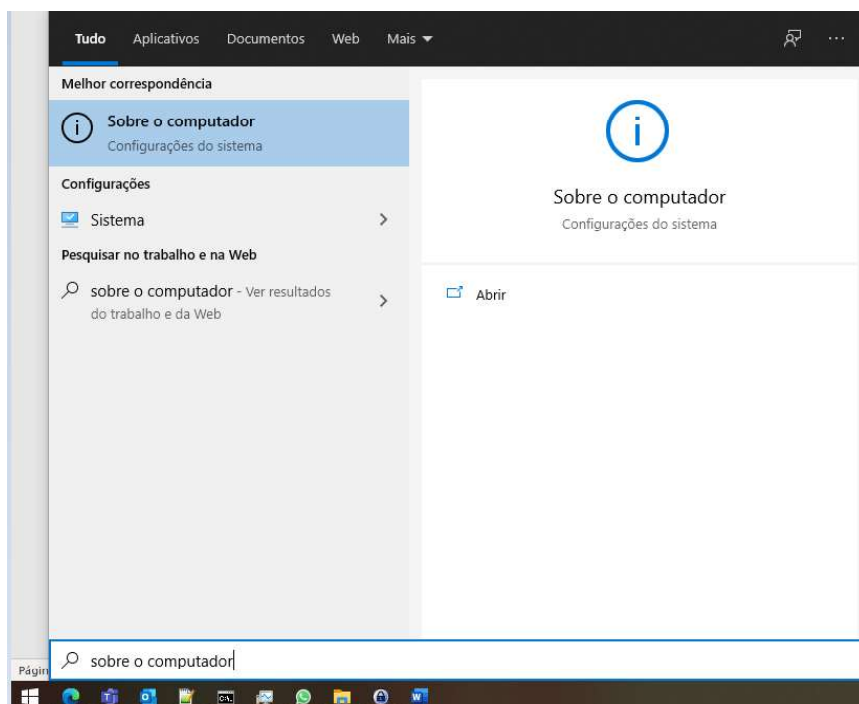 Tudo Aplicativos Documentos Web Mais
Melhor correspondência
Sobre o computador
Configurações do sistema
Configurações
Sistema
Pesquisar no trabalho e na Web
sobre o computador - Ver resultados
do trabalho e da Web
Sobre o computador
Configurações do sistema
Abrir
Págin
sobre o computador